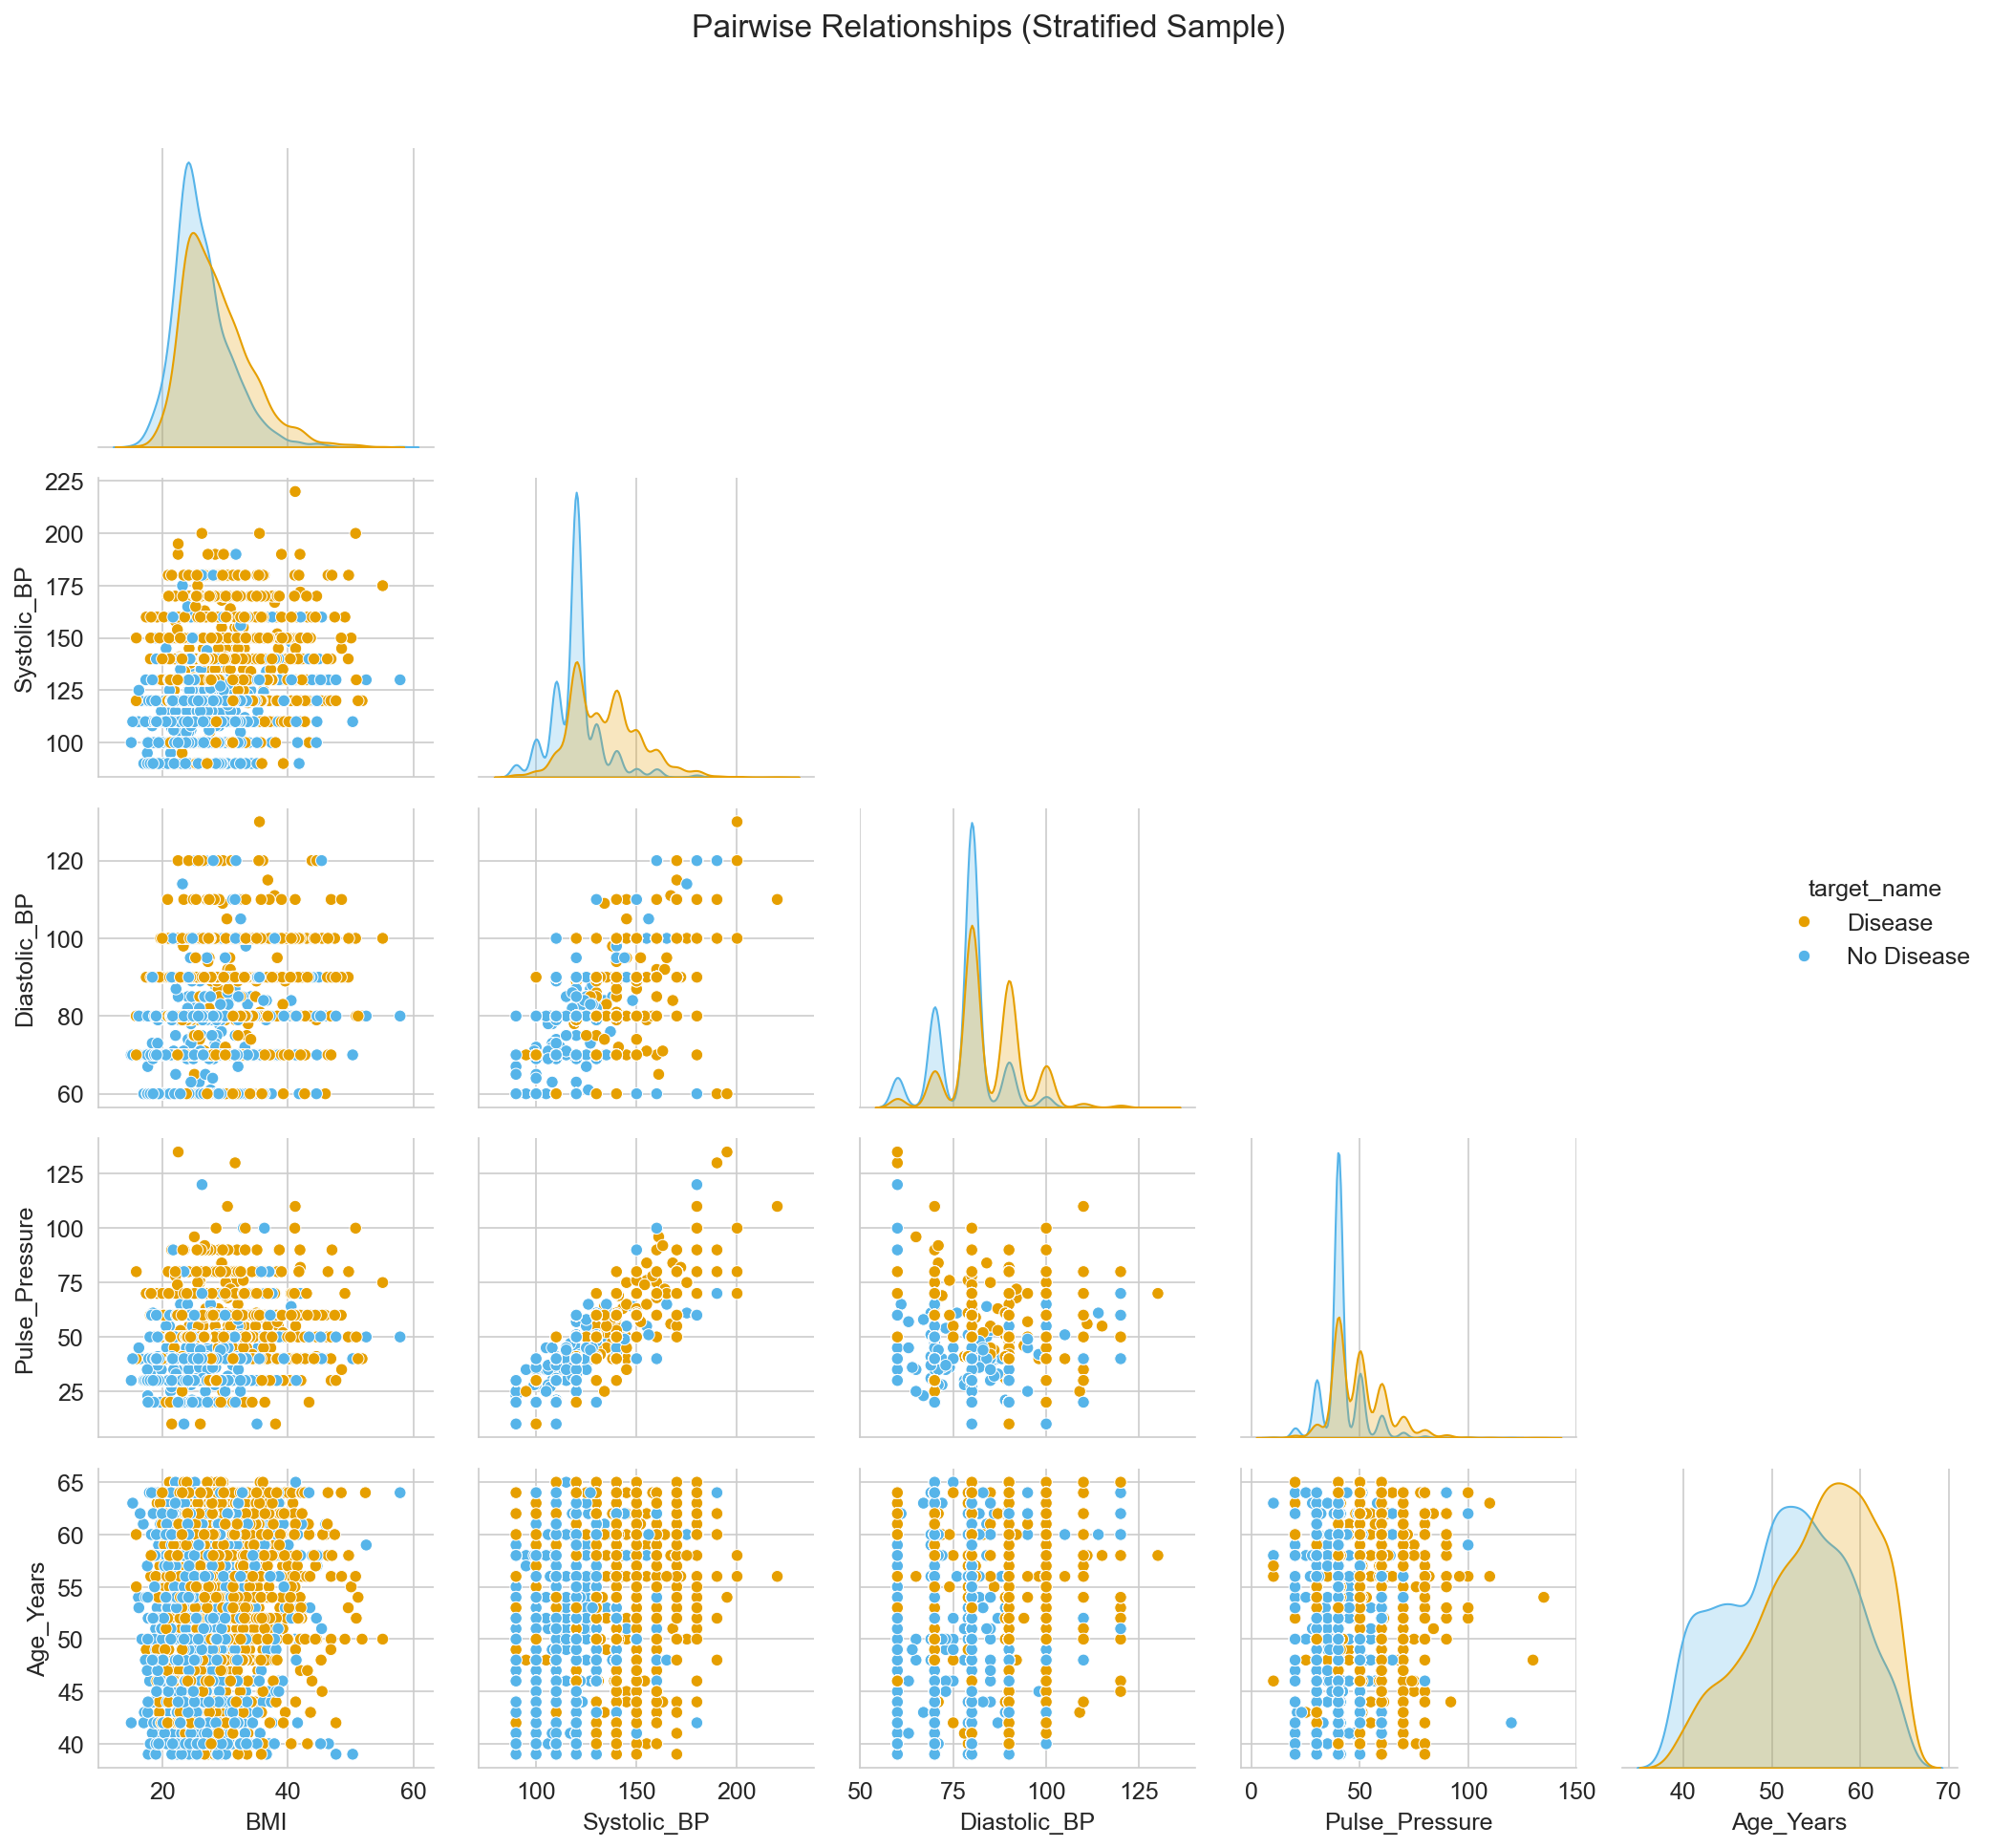 Pairwise Relationships (Stratified Sample)
225
200
175
150
125
100
Systolic_BP
120
100
80
60
Diastolic_BP
target_name
Disease
No Disease
125
100
75
50
25
Pulse_Pressure
65
60
55
50
45
40
Age_Years
20 40 60
100 150 200
50 75 100 125
0 50 100 150
40 50 60 70
BMI Systolic_BP Diastolic_BP Pulse_Pressure Age_Years